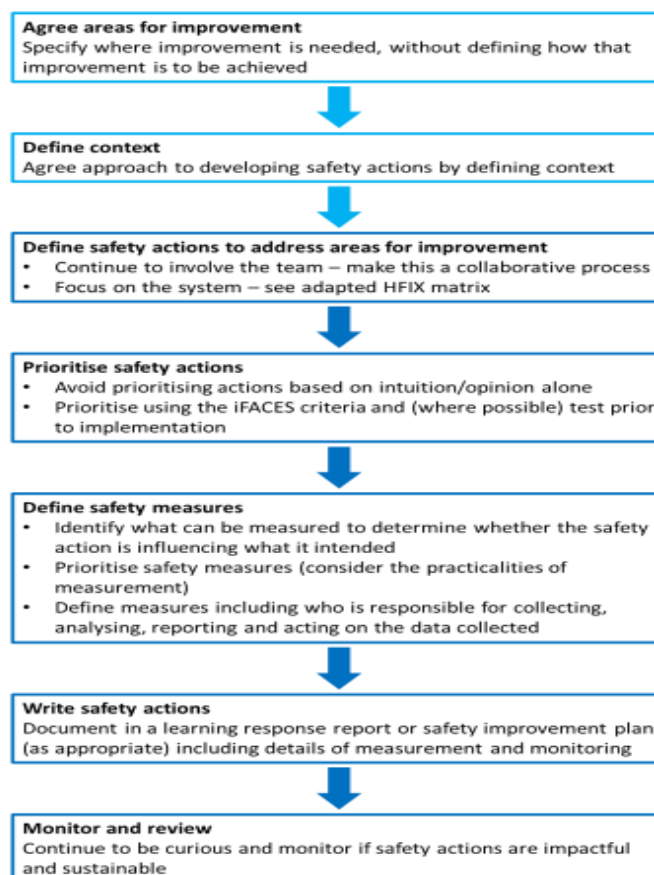 Agree areas for improvement
Specify where improvement is needed, without defining how that
improvement is to be achieved
Define context
Agree approach to developing safety actions by defining context
Define safety actions to address areas for improvement
• Continue to involve the team – make this a collaborative process
• Focus on the system – see adapted HFIX matrix
Prioritise safety actions
• Avoid prioritising actions based on intuition/opinion alone
• Prioritise using the iFACES criteria and (where possible) test prior
to implementation
Define safety measures
• Identify what can be measured to determine whether the safety
action is influencing what it intended
• Prioritise safety measures (consider the practicalities of
measurement)
• Define measures including who is responsible for collecting,
analysing, reporting and acting on the data collected
Write safety actions
Document in a learning response report or safety improvement plan
(as appropriate) including details of measurement and monitoring
Monitor and review
Continue to be curious and monitor if safety actions are impactful
and sustainable